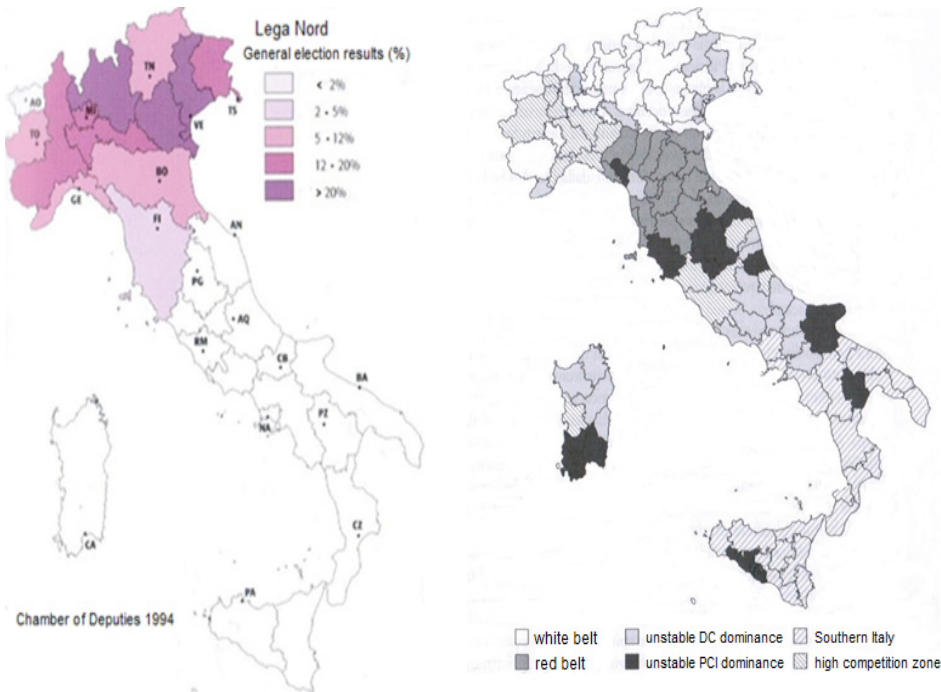 Lega Nord
General election results (%)
< 2%
2 + 5%
5 + 12%
12 + 20%
> 20%
TN
AO
MI
TS
TO
VE
BO
GE
FI
AN
PG
AQ
RM
CB
BA
NA
PZ
CA
CZ
PA
Chamber of Deputies 1994
white belt
unstable DC dominance
Southern Italy
red belt
unstable PCI dominance
high competition zone